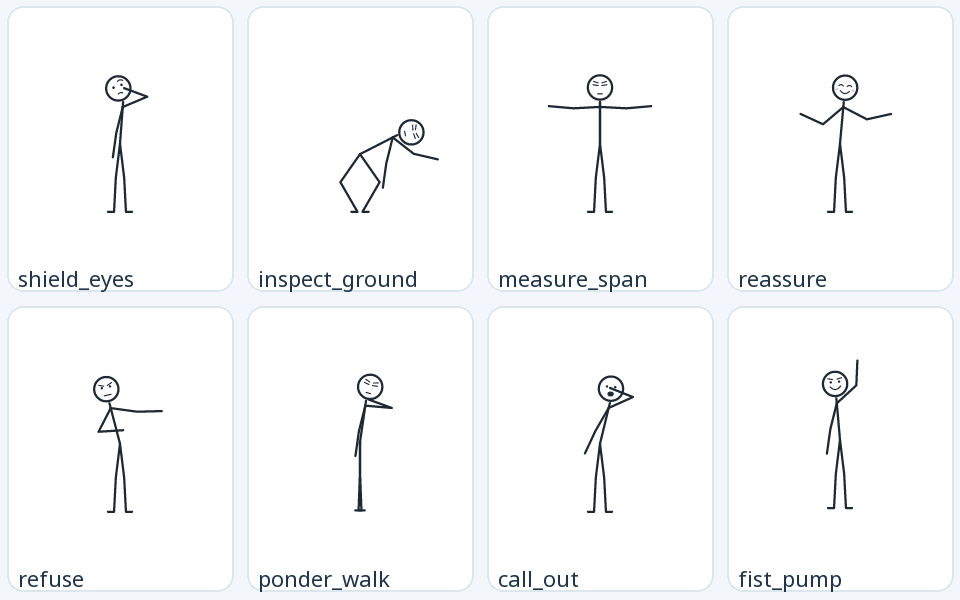 shield_eyes
inspect_ground
measure_span
reassure
refuse
ponder_walk
call_out
fist_pump